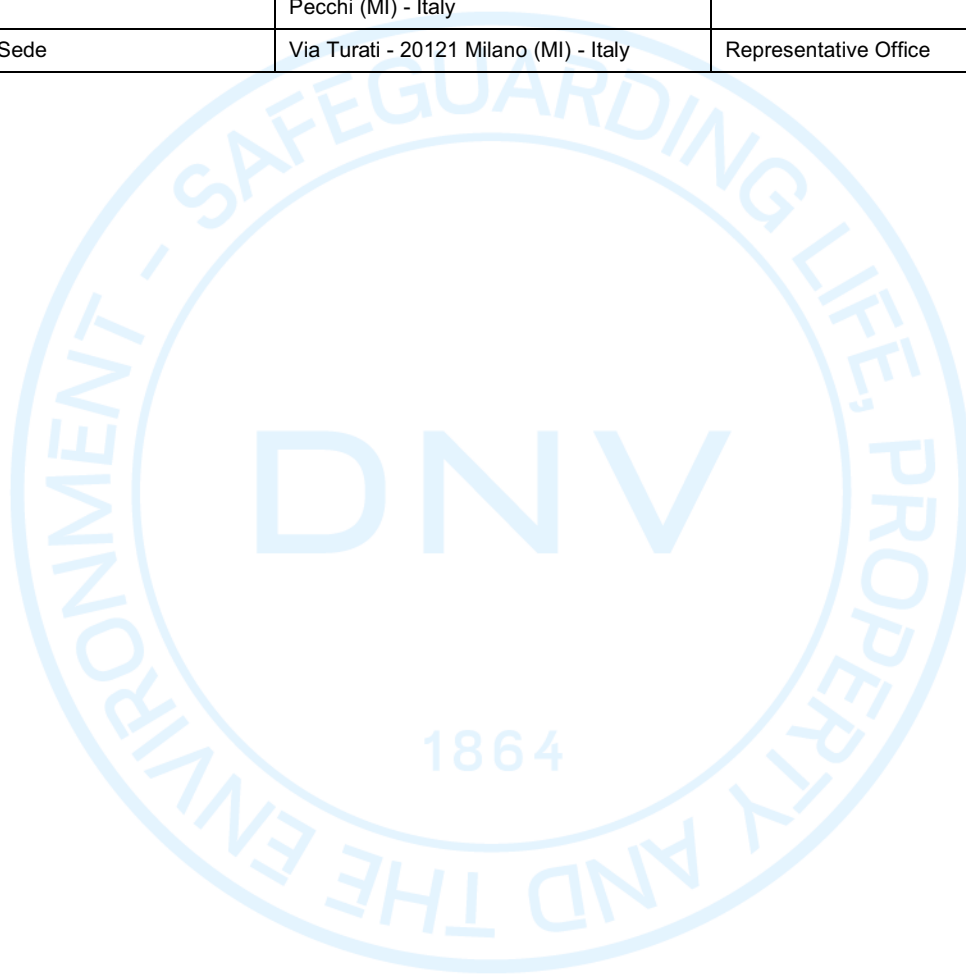 Pecchi (MI) - Italy
Sede
Via Turati - 20121 Milano (MI) - Italy
Representative Office
SAFEGUARDING LIFE, PROPERTY AND THE ENVIRONMENT -
DNV
1864